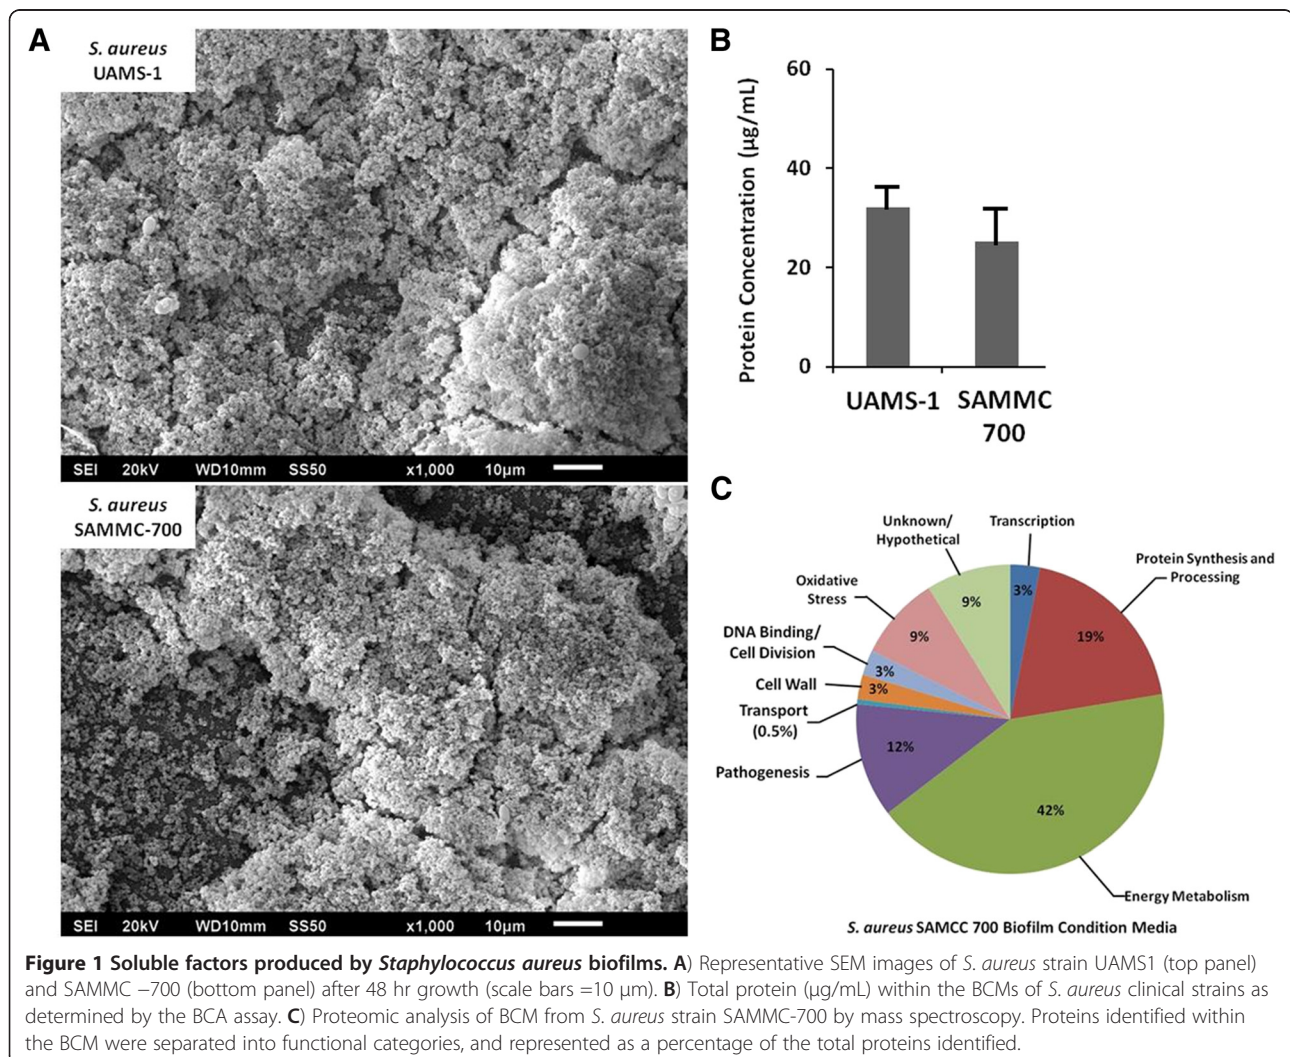 A
S. aureus
UAMS-1
SEI 20kV WD10mm SS50 x1,000 10µm
S. aureus
SAMMC-700
SEI 20kV WD10mm SS50 x1,000 10µm
B
Protein Concentration (µg/mL)
60
40
20
0
UAMS-1 SAMMC
700
C
Unknown/
Hypothetical
Transcription
Protein Synthesis and
Processing
Oxidative
Stress
DNA Binding/
Cell Division
Cell Wall
Transport
(0.5%)
Pathogenesis
Energy Metabolism
9%
3%
19%
9%
3%
3%
12%
42%
S. aureus SAMCC 700 Biofilm Condition Media
Figure 1 Soluble factors produced by Staphylococcus aureus biofilms. A) Representative SEM images of S. aureus strain UAMS1 (top panel)
and SAMMC −700 (bottom panel) after 48 hr growth (scale bars =10 µm). B) Total protein (µg/mL) within the BCMs of S. aureus clinical strains as
determined by the BCA assay. C) Proteomic analysis of BCM from S. aureus strain SAMMC-700 by mass spectroscopy. Proteins identified within
the BCM were separated into functional categories, and represented as a percentage of the total proteins identified.